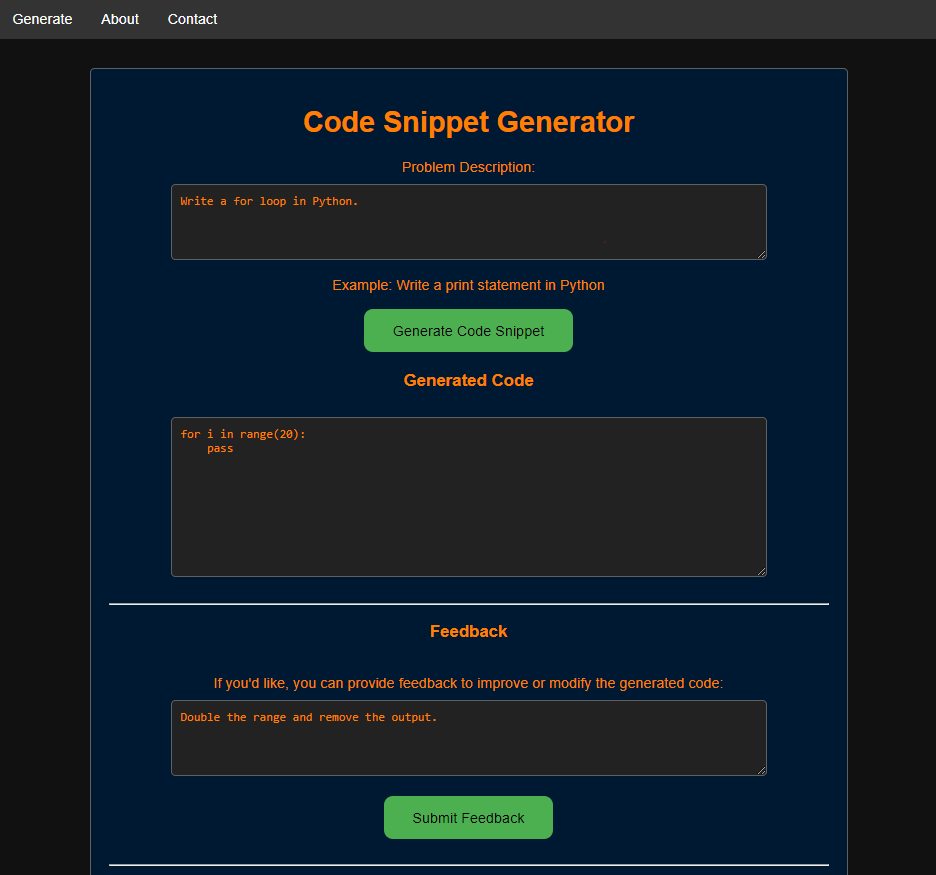 Generate About Contact
Code Snippet Generator
Problem Description:
Write a for loop in Python.
Example: Write a print statement in Python
Generate Code Snippet
Generated Code
for i in range(20):
    pass
Feedback
If you'd like, you can provide feedback to improve or modify the generated code:
Double the range and remove the output.
Submit Feedback